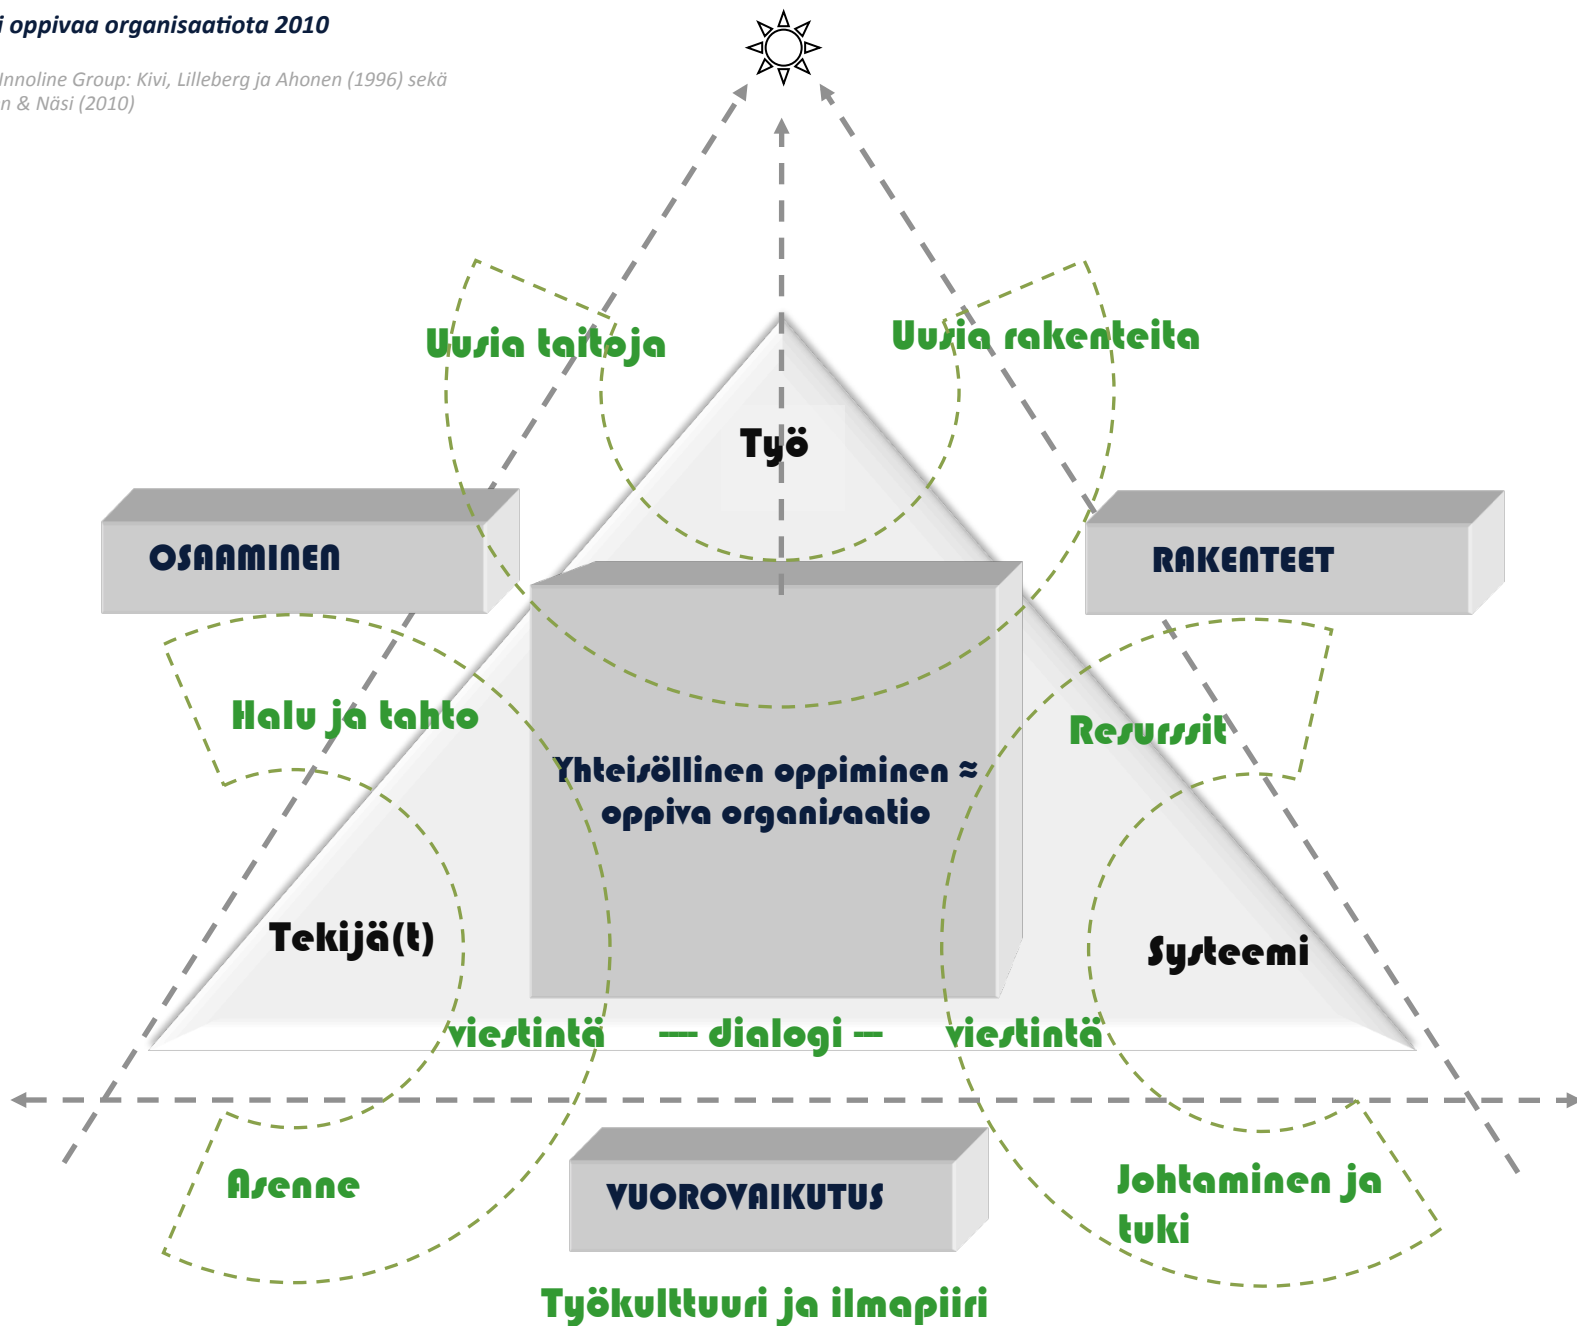 i oppivaa organisaatiota 2010
Innoline Group: Kivi, Lilleberg ja Ahonen (1996) sekä
n & Näsi (2010)
Uusia taitoja
Uusia rakenteita
Työ
OSAAMINEN
RAKENTEET
Halu ja tahto
Resurssit
Yhteisöllinen oppiminen ≈
oppiva organisaatio
Tekijä(t)
Systeemi
viestintä ---- dialogi --- viestintä
Asenne
Johtaminen ja
tuki
VUOROVAIKUTUS
Työkulttuuri ja ilmapiiri